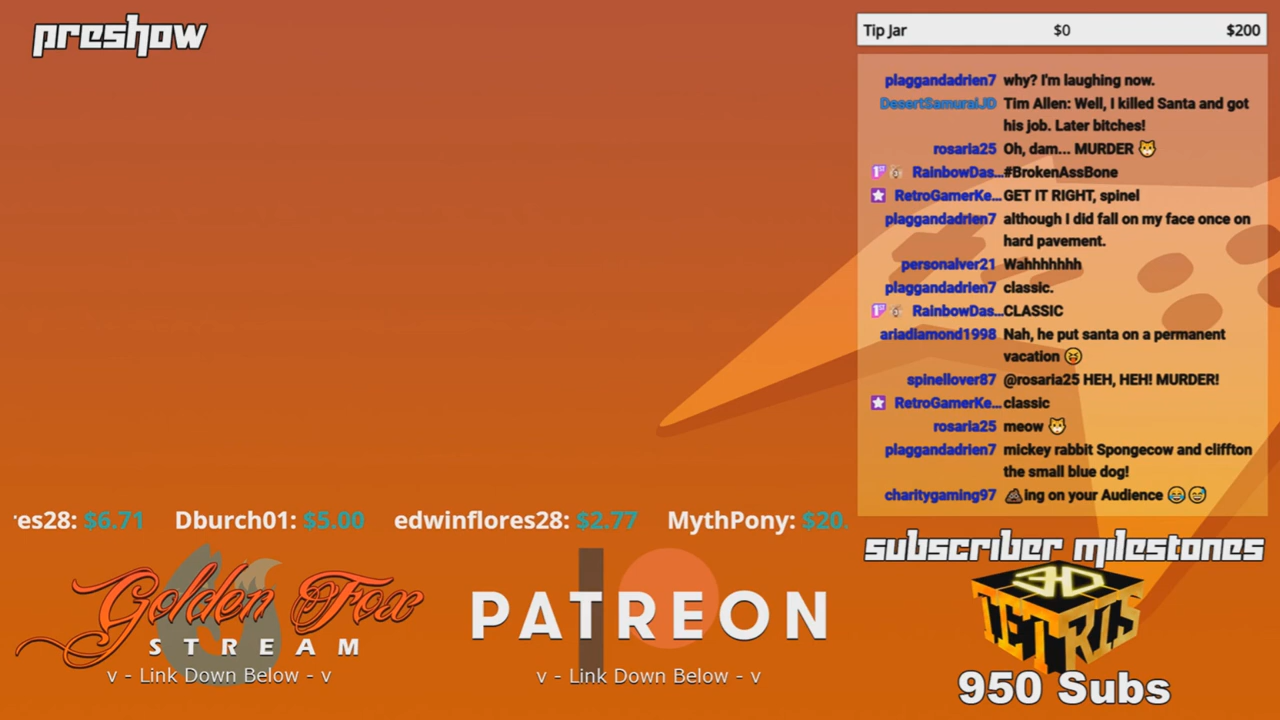 preshow
Tip Jar $0 $200
plaggandadrien7 why? I'm laughing now.
DesertSamuraiJD Tim Allen: Well, I killed Santa and got
his job. Later bitches!
rosaria25 Oh, dam... MURDER 🐱
RainbowDas... #BrokenAssBone
RetroGamerKe... GET IT RIGHT, spinel
plaggandadrien7 although I did fall on my face once on
hard pavement.
personalver21 Wahhhhhhh
plaggandadrien7 classic.
RainbowDas... CLASSIC
ariadiamond1998 Nah, he put santa on a permanent
vacation 😝
spinellover87 @rosaria25 HEH, HEH! MURDER!
RetroGamerKe... classic
rosaria25 meow 🐱
plaggandadrien7 mickey rabbit Spongecow and cliffton
the small blue dog!
charitygaming97 💩ing on your Audience 😂😅
res28: $6.71 Dburch01: $5.00 edwinflores28: $2.77 MythPony: $20.
subscriber milestones
Golden Fox
STREAM
v - Link Down Below - v
PATREON
v - Link Down Below - v
3D
TETRIS
950 Subs